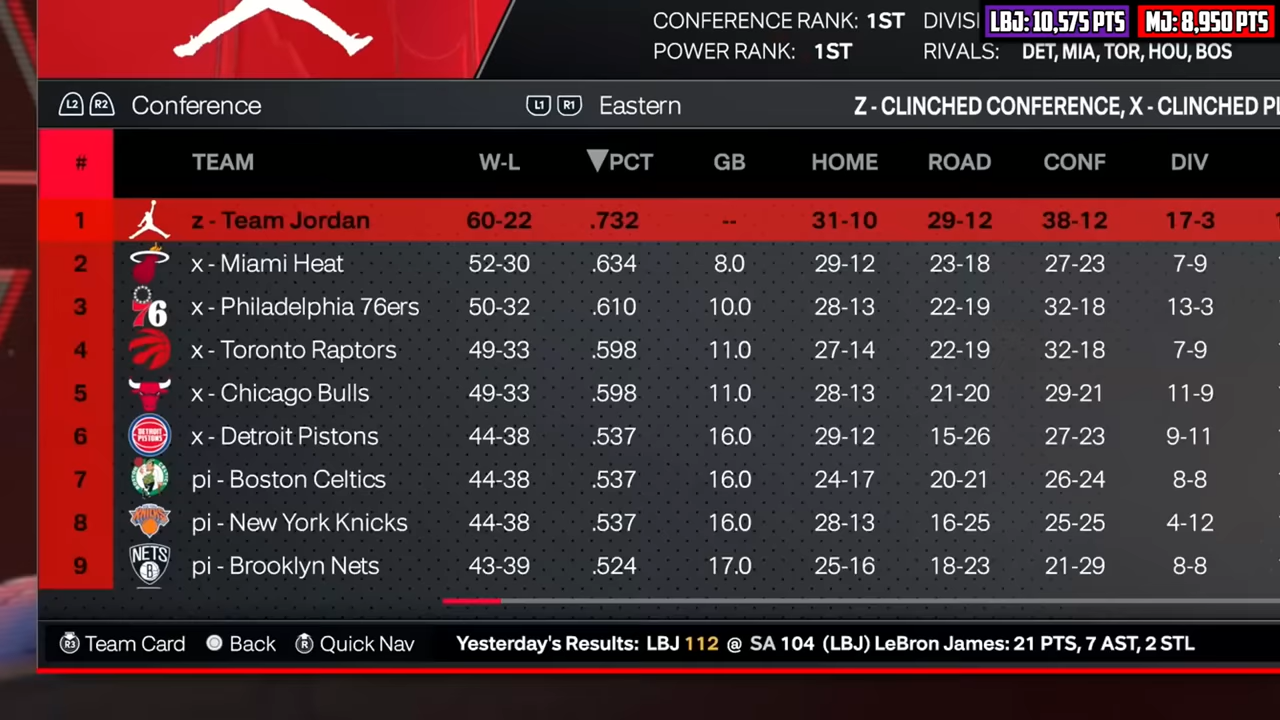 CONFERENCE RANK: 1ST DIVISI
LBJ: 10,575 PTS MJ: 8,950 PTS
POWER RANK: 1ST RIVALS: DET, MIA, TOR, HOU, BOS
L2 R2 Conference L1 R1 Eastern Z - CLINCHED CONFERENCE, X - CLINCHED PL
# TEAM W-L PCT GB HOME ROAD CONF DIV
1 z - Team Jordan 60-22 .732 -- 31-10 29-12 38-12 17-3
2 x - Miami Heat 52-30 .634 8.0 29-12 23-18 27-23 7-9
3 76 x - Philadelphia 76ers 50-32 .610 10.0 28-13 22-19 32-18 13-3
4 x - Toronto Raptors 49-33 .598 11.0 27-14 22-19 32-18 7-9
5 x - Chicago Bulls 49-33 .598 11.0 28-13 21-20 29-21 11-9
6 DETROIT PISTONS x - Detroit Pistons 44-38 .537 16.0 29-12 15-26 27-23 9-11
7 pi - Boston Celtics 44-38 .537 16.0 24-17 20-21 26-24 8-8
8 KNICKS pi - New York Knicks 44-38 .537 16.0 28-13 16-25 25-25 4-12
9 NETS B pi - Brooklyn Nets 43-39 .524 17.0 25-16 18-23 21-29 8-8
R3 Team Card Back R Quick Nav Yesterday's Results: LBJ 112 @ SA 104 (LBJ) LeBron James: 21 PTS, 7 AST, 2 STL